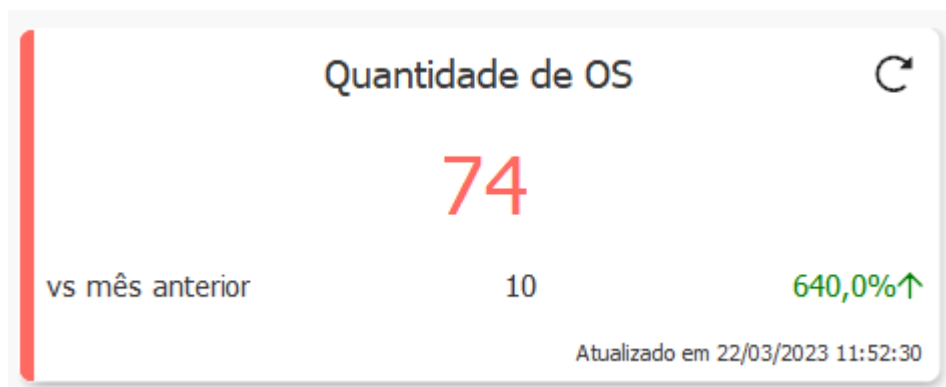 Quantidade de OS
74
vs mês anterior 10 640,0%↑
Atualizado em 22/03/2023 11:52:30